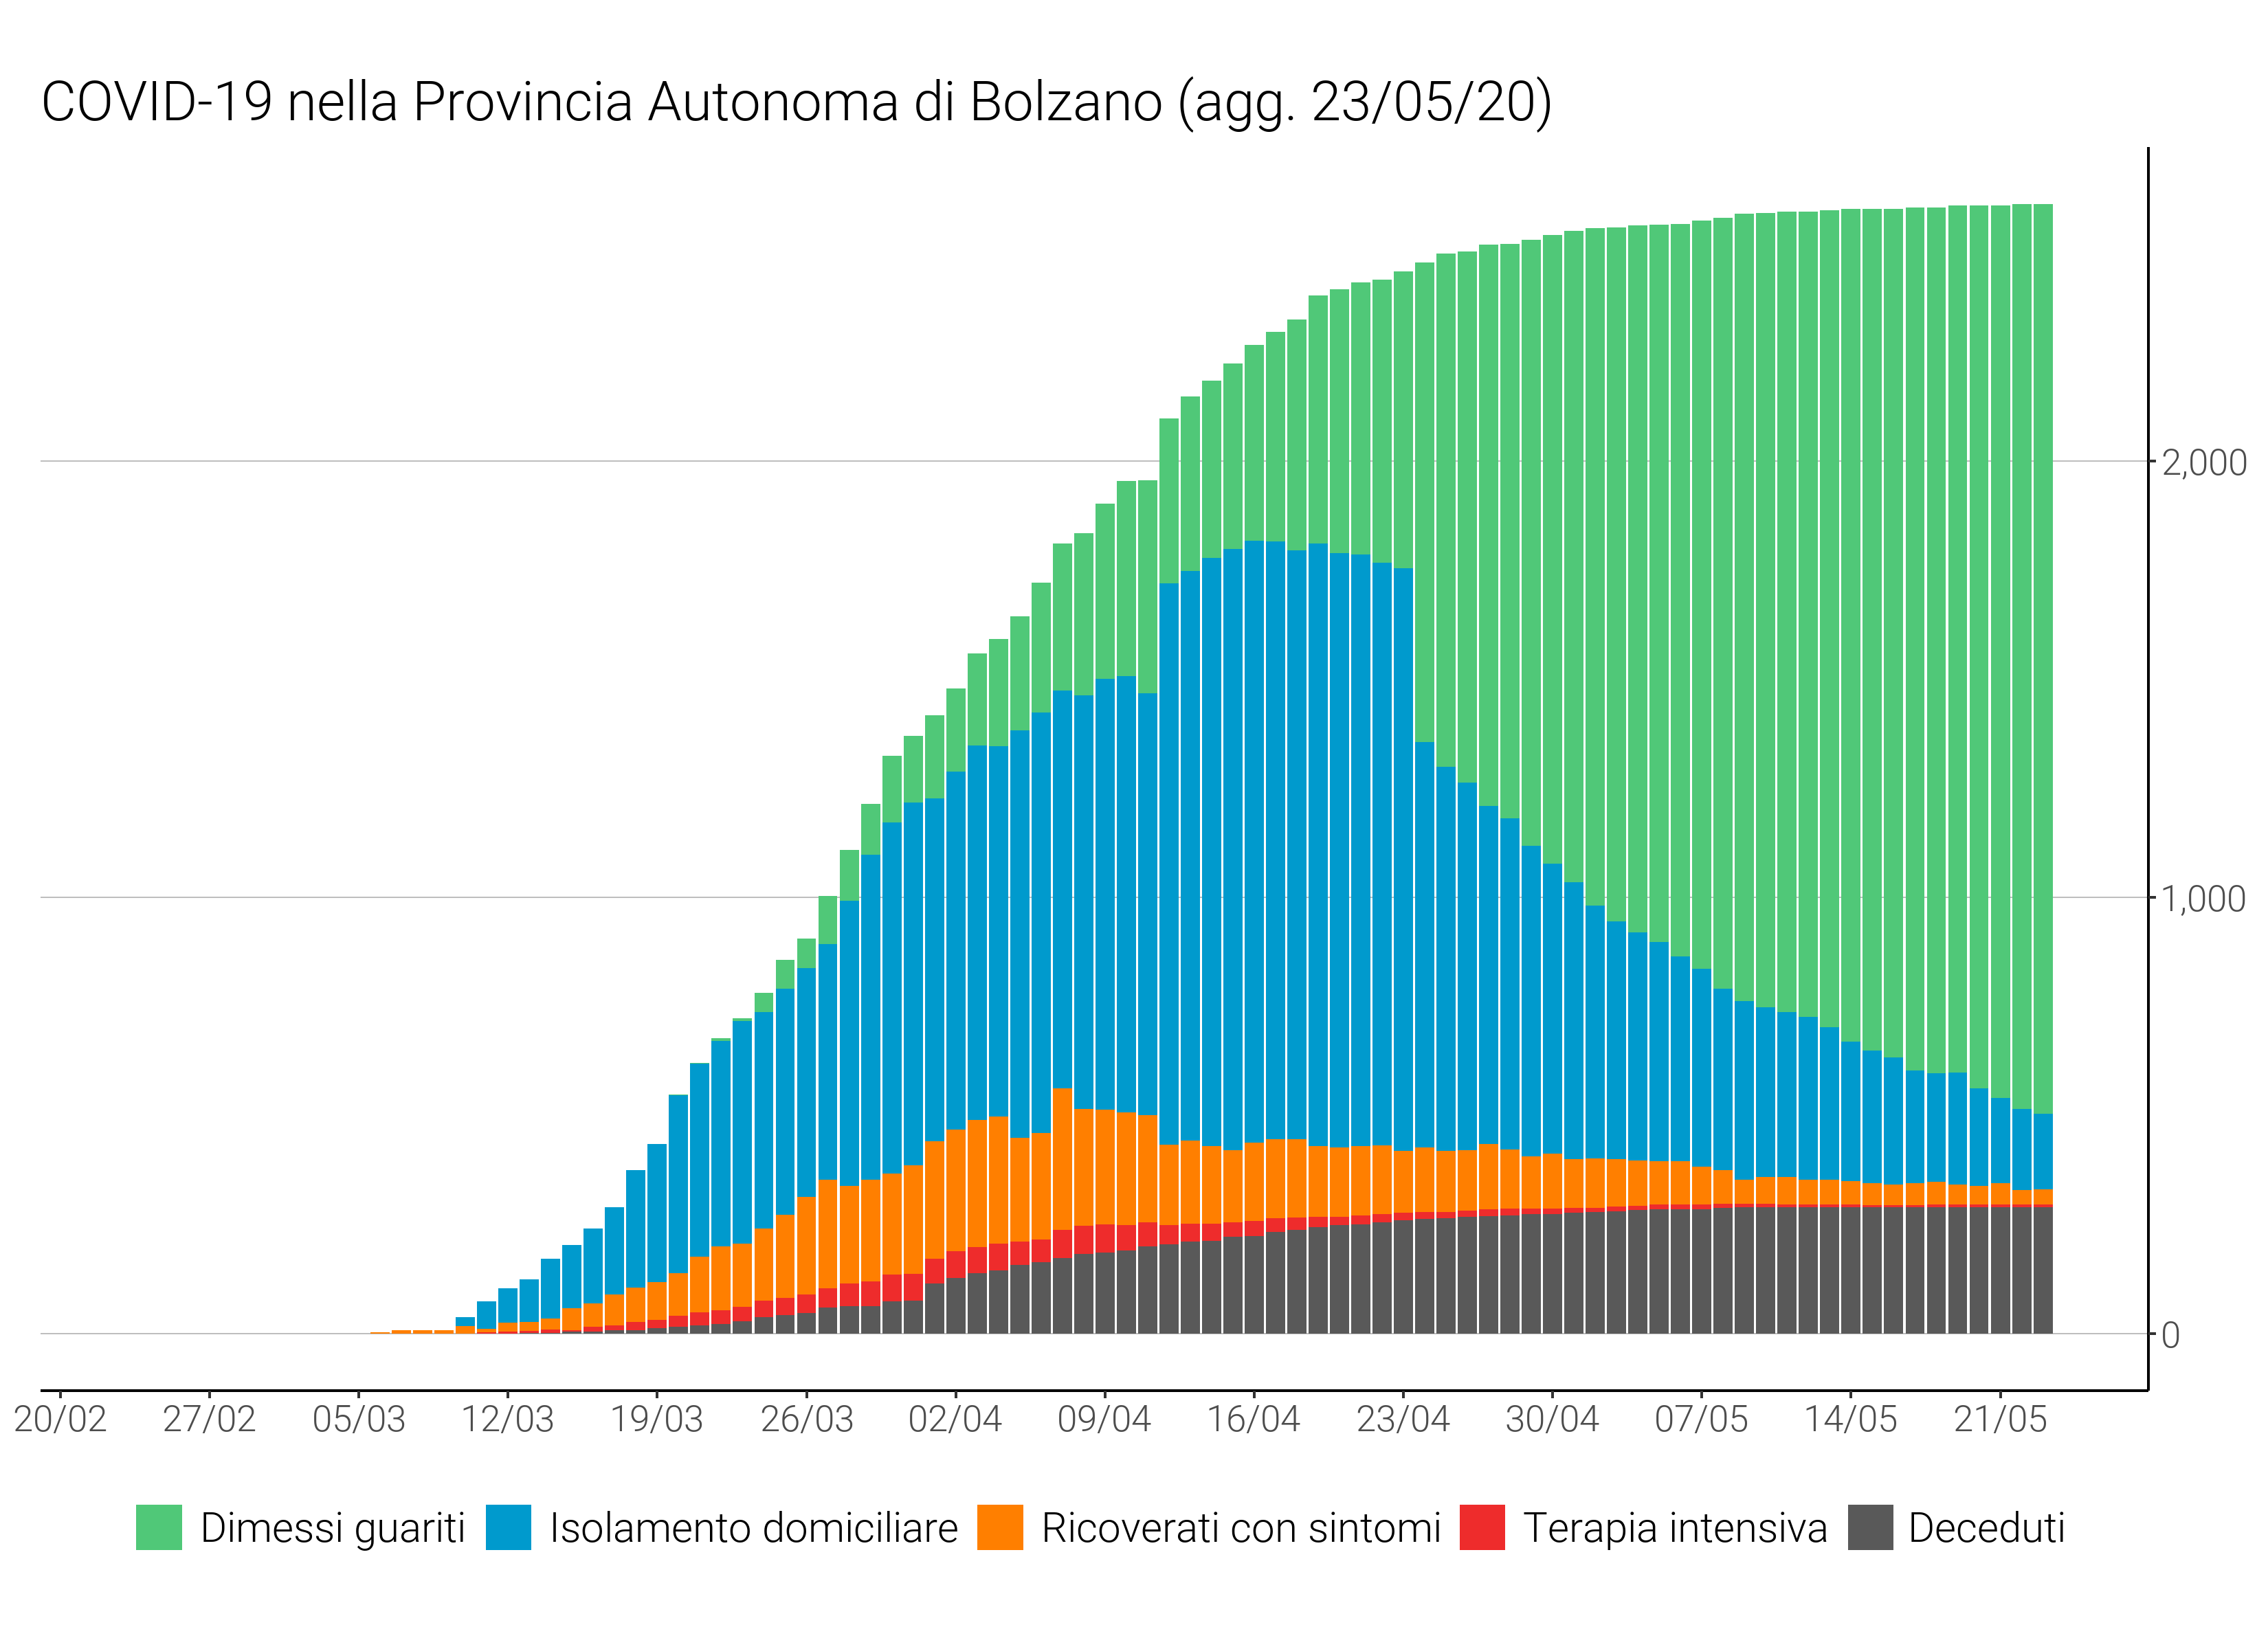 COVID-19 nella Provincia Autonoma di Bolzano (agg. 23/05/20)
2,000
1,000
0
20/02 27/02 05/03 12/03 19/03 26/03 02/04 09/04 16/04 23/04 30/04 07/05 14/05 21/05
Dimessi guariti Isolamento domiciliare Ricoverati con sintomi Terapia intensiva Deceduti